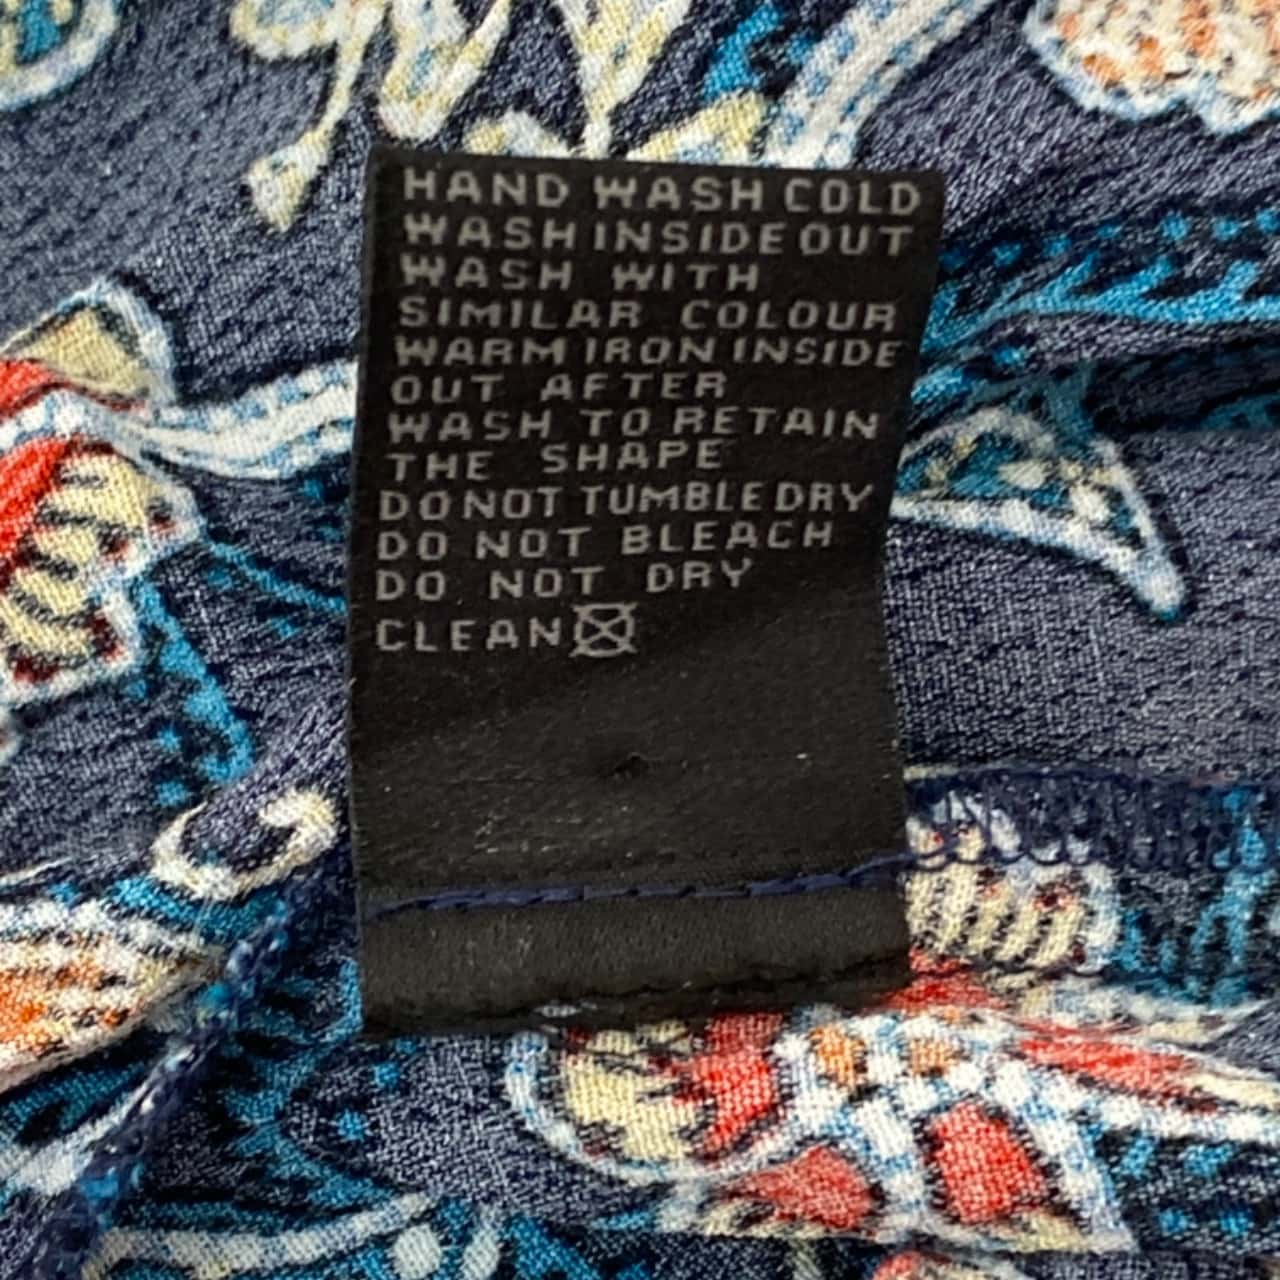 HAND WASH COLD
WASH INSIDE OUT
WASH WITH
SIMILAR COLOUR
WARM IRON INSIDE
OUT AFTER
WASH TO RETAIN
THE SHAPE
DO NOT TUMBLE DRY
DO NOT BLEACH
DO NOT DRY
CLEAN